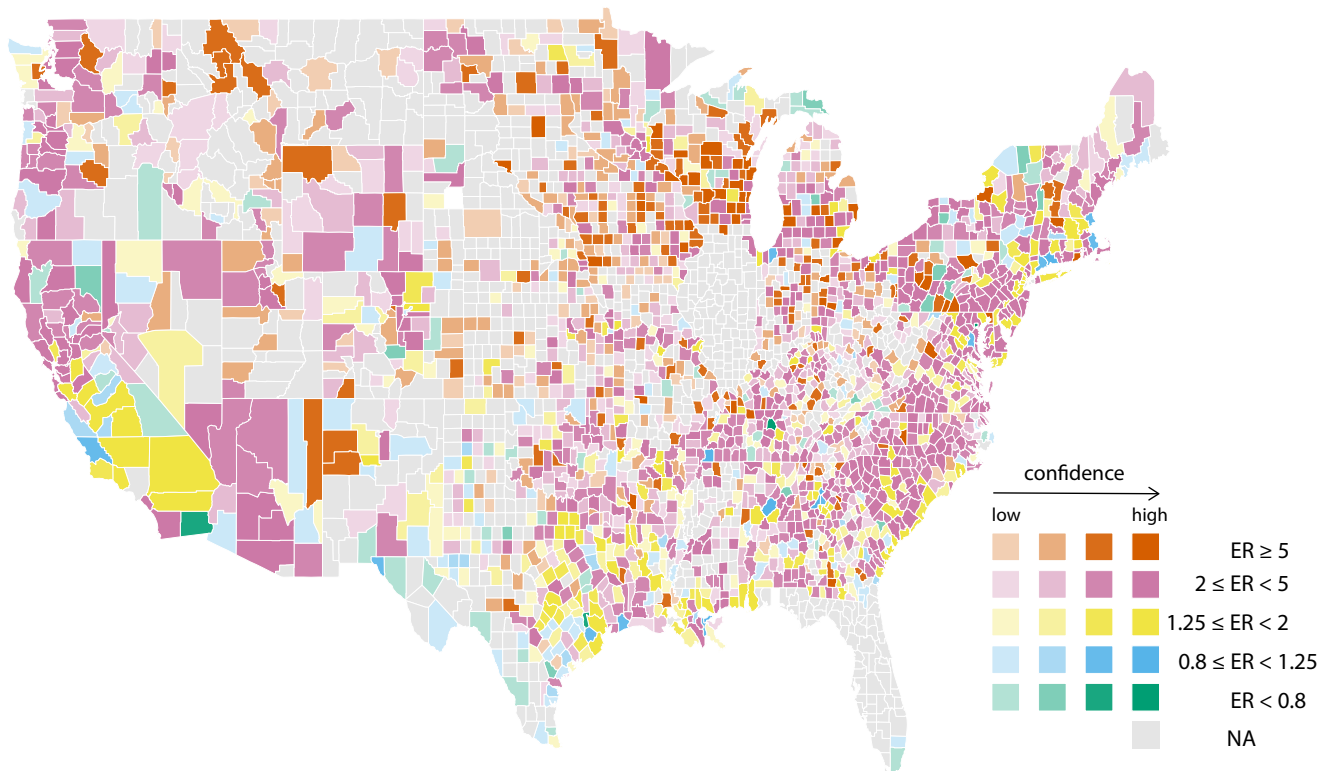 confidence
low high
ER ≥ 5
2 ≤ ER < 5
1.25 ≤ ER < 2
0.8 ≤ ER < 1.25
ER < 0.8
NA